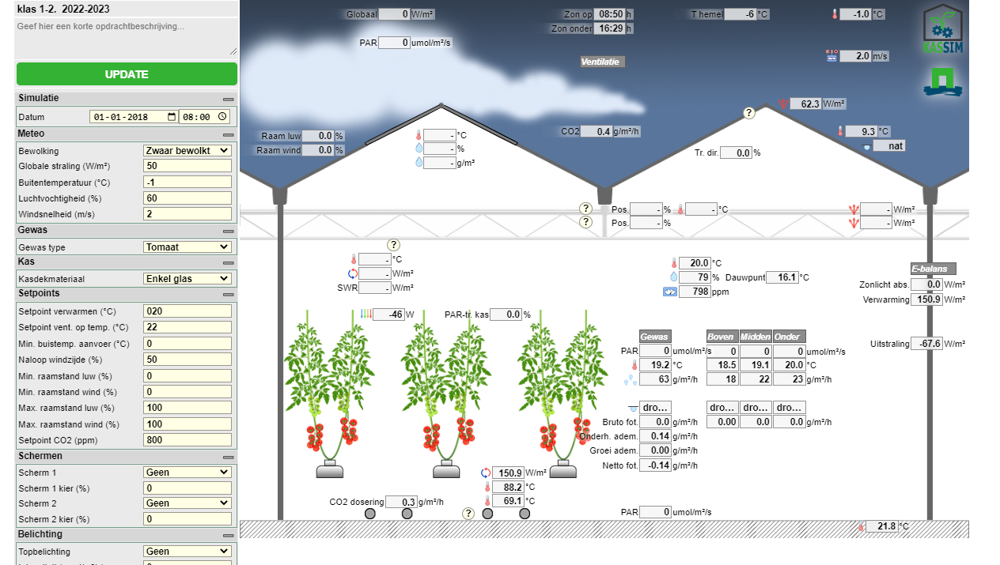 klas 1-2. 2022-2023
Geef hier een korte opdrachtbeschrijving...
UPDATE
Simulatie
Datum 01-01-2018 08:00
Meteo
Bewolking Zwaar bewolkt
Globale straling (W/m²) 50
Buitentemperatuur (°C) -1
Luchtvochtigheid (%) 60
Windsnelheid (m/s) 2
Gewas
Gewas type Tomaat
Kas
Kasdekmateriaal Enkel glas
Setpoints
Setpoint verwarmen (°C) 020
Setpoint vent. op temp. (°C) 22
Min. buistemp. aanvoer (°C) 0
Naloop windzijde (%) 50
Min. raamstand luw (%) 0
Min. raamstand wind (%) 0
Max. raamstand luw (%) 100
Max. raamstand wind (%) 100
Setpoint CO2 (ppm) 800
Schermen
Scherm 1 Geen
Scherm 1 kier (%) 0
Scherm 2 Geen
Scherm 2 kier (%) 0
Belichting
Topbelichting Geen
Globaal 0 W/m²
PAR 0 umol/m²/s
Zon op 08:50 h
Zon onder 16:29 h
T hemel -6 °C
-1.0 °C
2.0 m/s
KASSIM
Ventilatie
62.3 W/m²
?
Raam luw 0.0 %
Raam wind 0.0 %
- °C
- %
- g/m³
CO2 0.4 g/m²/h
9.3 °C
nat
Tr. dir. 0.0 %
? Pos. - % - °C - W/m²
? Pos. - % - W/m²
?
- °C
- W/m²
SWR - W/m²
20.0 °C
79 % Dauwpunt 16.1 °C
798 ppm
E-balans
Zonlicht abs. 0.0 W/m²
Verwarming 150.9 W/m²
Uitstraling -67.6 W/m²
-46 W
PAR-tr. kas 0.0 %
Gewas Boven Midden Onder
PAR 0 umol/m²/s 0 0 0 umol/m²/s
19.2 °C 18.5 19.1 20.0 °C
63 g/m²/h 18 22 23 g/m²/h
dro... dro... dro... dro...
Bruto fot. 0.0 g/m²/h 0.00 0.0 0.0 g/m²/h
Onderh. adem. 0.14 g/m²/h
Groei adem. 0.00 g/m²/h
Netto fot. -0.14 g/m²/h
150.9 W/m²
88.2 °C
69.1 °C
CO2 dosering 0.3 g/m²/h
?
PAR 0 umol/m²/s
21.8 °C